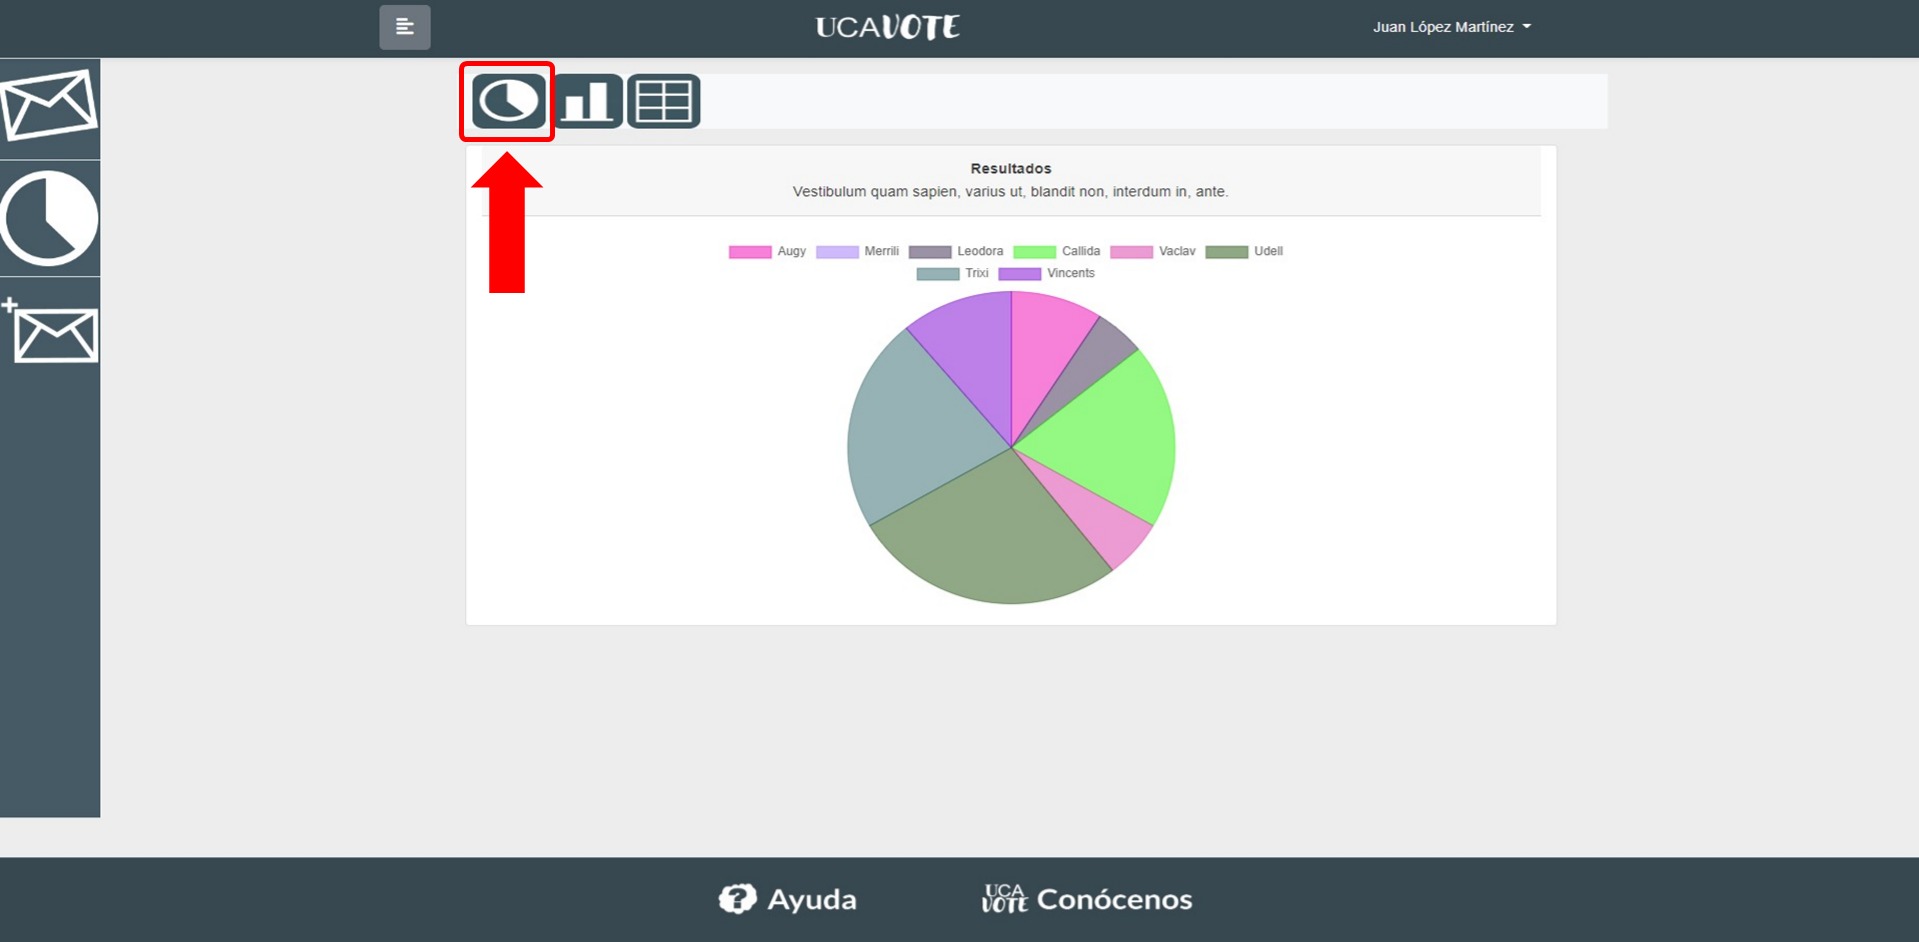 UCAVOTE
Juan López Martínez
Resultados
Vestibulum quam sapien, varius ut, blandit non, interdum in, ante.
Augy Merrili Leodora Callida Vaclav Udell
Trixi Vincents
Ayuda
UCA
VOTE
Conócenos